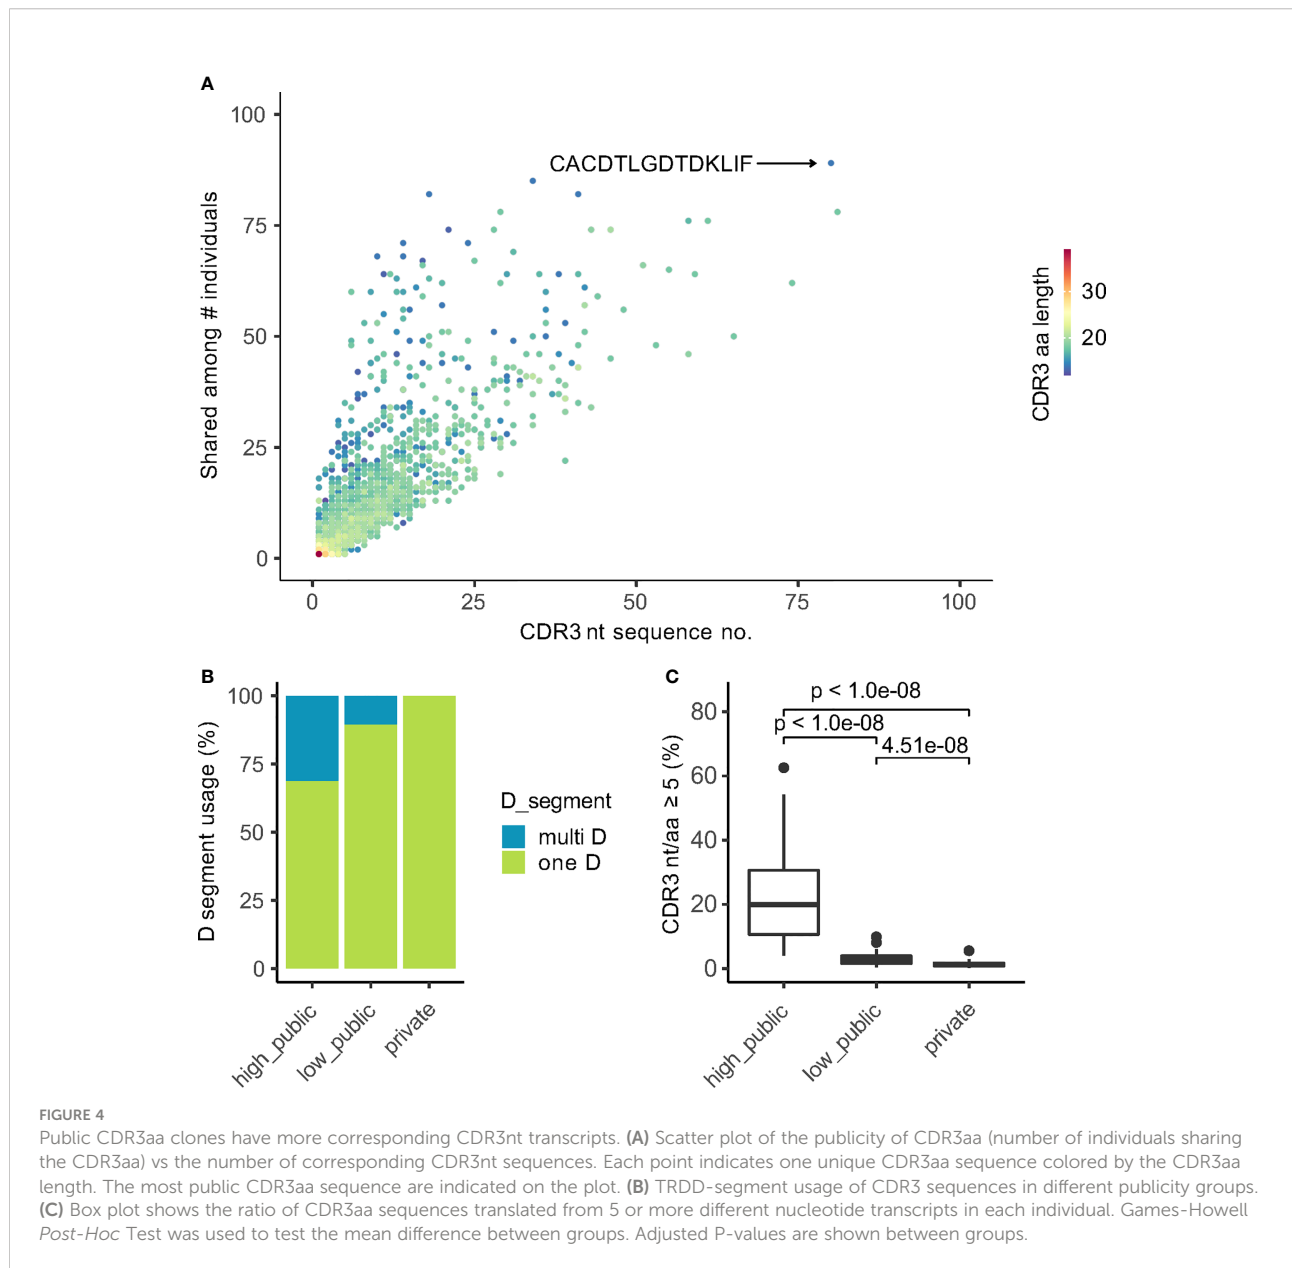 A
100
75
50
25
0
Shared among # individuals
CACDTLGDTDKLIF
0 25 50 75 100
CDR3 nt sequence no.
CDR3 aa length
30
20
B
100
75
50
25
0
D segment usage (%)
high_public low_public private
D_segment
multi D
one D
C
80
60
40
20
0
CDR3 nt/aa ≥ 5 (%)
p < 1.0e-08
p < 1.0e-08
4.51e-08
high_public low_public private
FIGURE 4
Public CDR3aa clones have more corresponding CDR3nt transcripts. (A) Scatter plot of the publicity of CDR3aa (number of individuals sharing
the CDR3aa) vs the number of corresponding CDR3nt sequences. Each point indicates one unique CDR3aa sequence colored by the CDR3aa
length. The most public CDR3aa sequence are indicated on the plot. (B) TRDD-segment usage of CDR3 sequences in different publicity groups.
(C) Box plot shows the ratio of CDR3aa sequences translated from 5 or more different nucleotide transcripts in each individual. Games-Howell
Post-Hoc Test was used to test the mean difference between groups. Adjusted P-values are shown between groups.